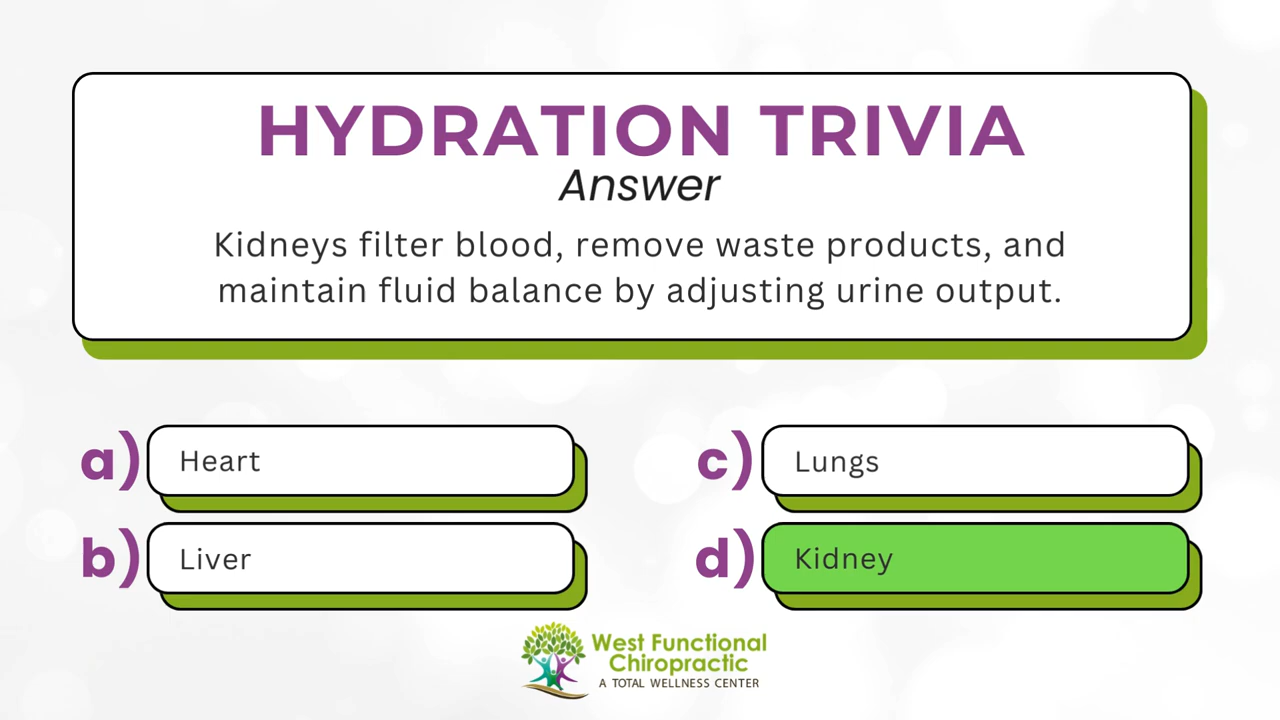 HYDRATION TRIVIA
Answer
Kidneys filter blood, remove waste products, and
maintain fluid balance by adjusting urine output.
a) Heart
b) Liver
c) Lungs
d) Kidney
West Functional
Chiropractic
A TOTAL WELLNESS CENTER